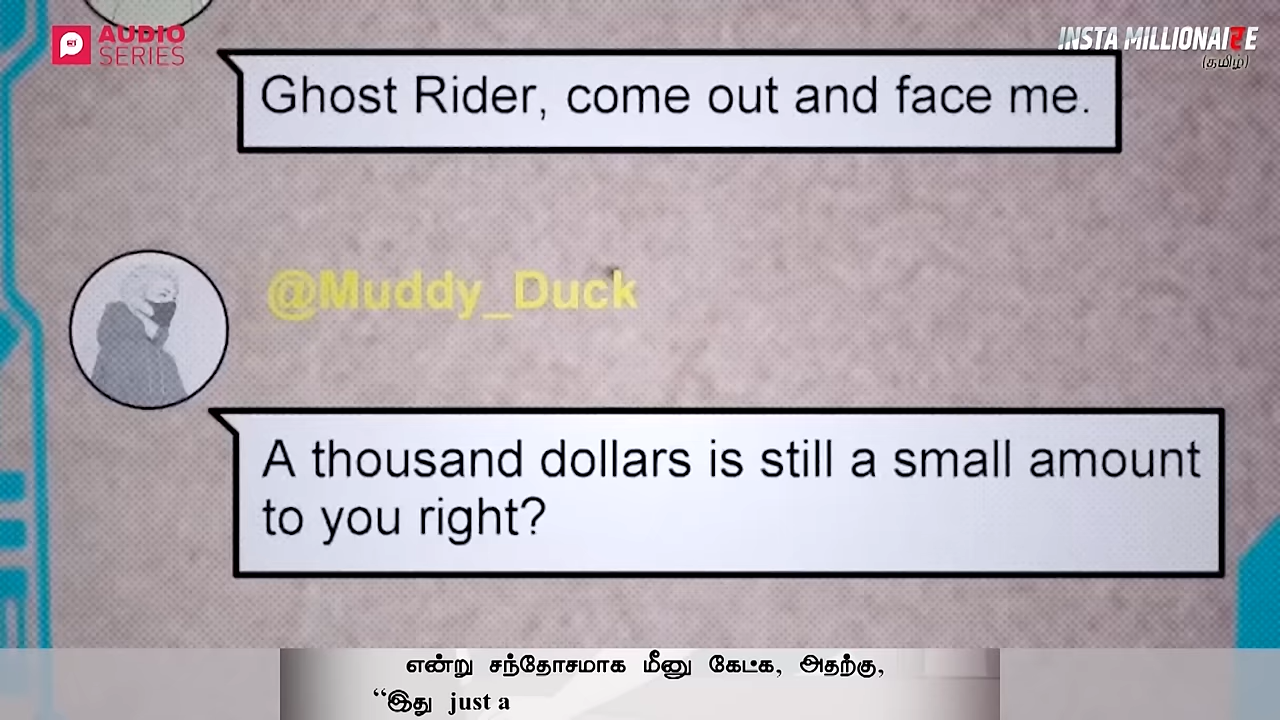 AUDIO
SERIES
INSTA MILLIONAIRE
(தமிழ்)
Ghost Rider, come out and face me.
@Muddy_Duck
A thousand dollars is still a small amount
to you right?
என்று சந்தோசமாக மீனு கேட்க, அதற்கு,
“இது just a